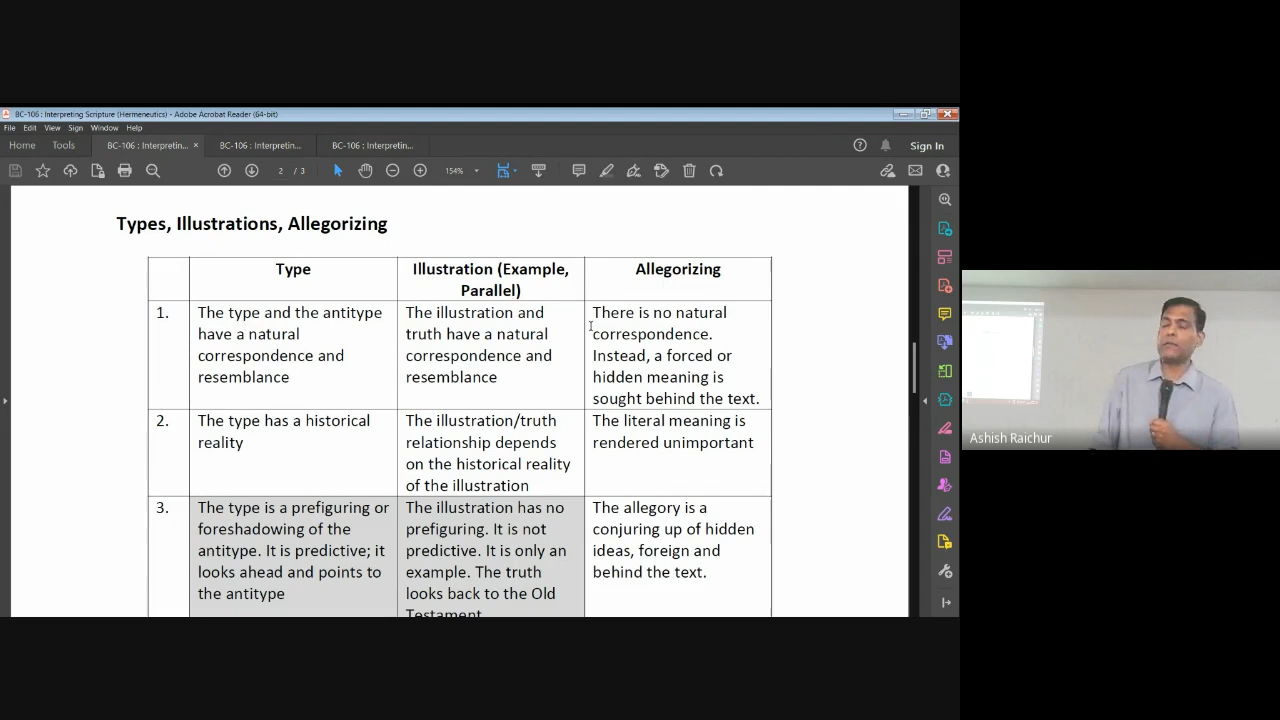 BC-106 : Interpreting Scripture (Hermeneutics) - Adobe Acrobat Reader (64-bit)
File Edit View Sign Window Help
Home Tools BC-106 : Interpretin... × BC-106 : Interpretin... BC-106 : Interpretin... Sign In
2 / 3 154%
Types, Illustrations, Allegorizing
Type
Illustration (Example,
Parallel)
Allegorizing
1.
The type and the antitype
have a natural
correspondence and
resemblance
The illustration and
truth have a natural
correspondence and
resemblance
There is no natural
correspondence.
Instead, a forced or
hidden meaning is
sought behind the text.
2.
The type has a historical
reality
The illustration/truth
relationship depends
on the historical reality
of the illustration
The literal meaning is
rendered unimportant
3.
The type is a prefiguring or
foreshadowing of the
antitype. It is predictive; it
looks ahead and points to
the antitype
The illustration has no
prefiguring. It is not
predictive. It is only an
example. The truth
looks back to the Old
Testament
The allegory is a
conjuring up of hidden
ideas, foreign and
behind the text.
Ashish Raichur